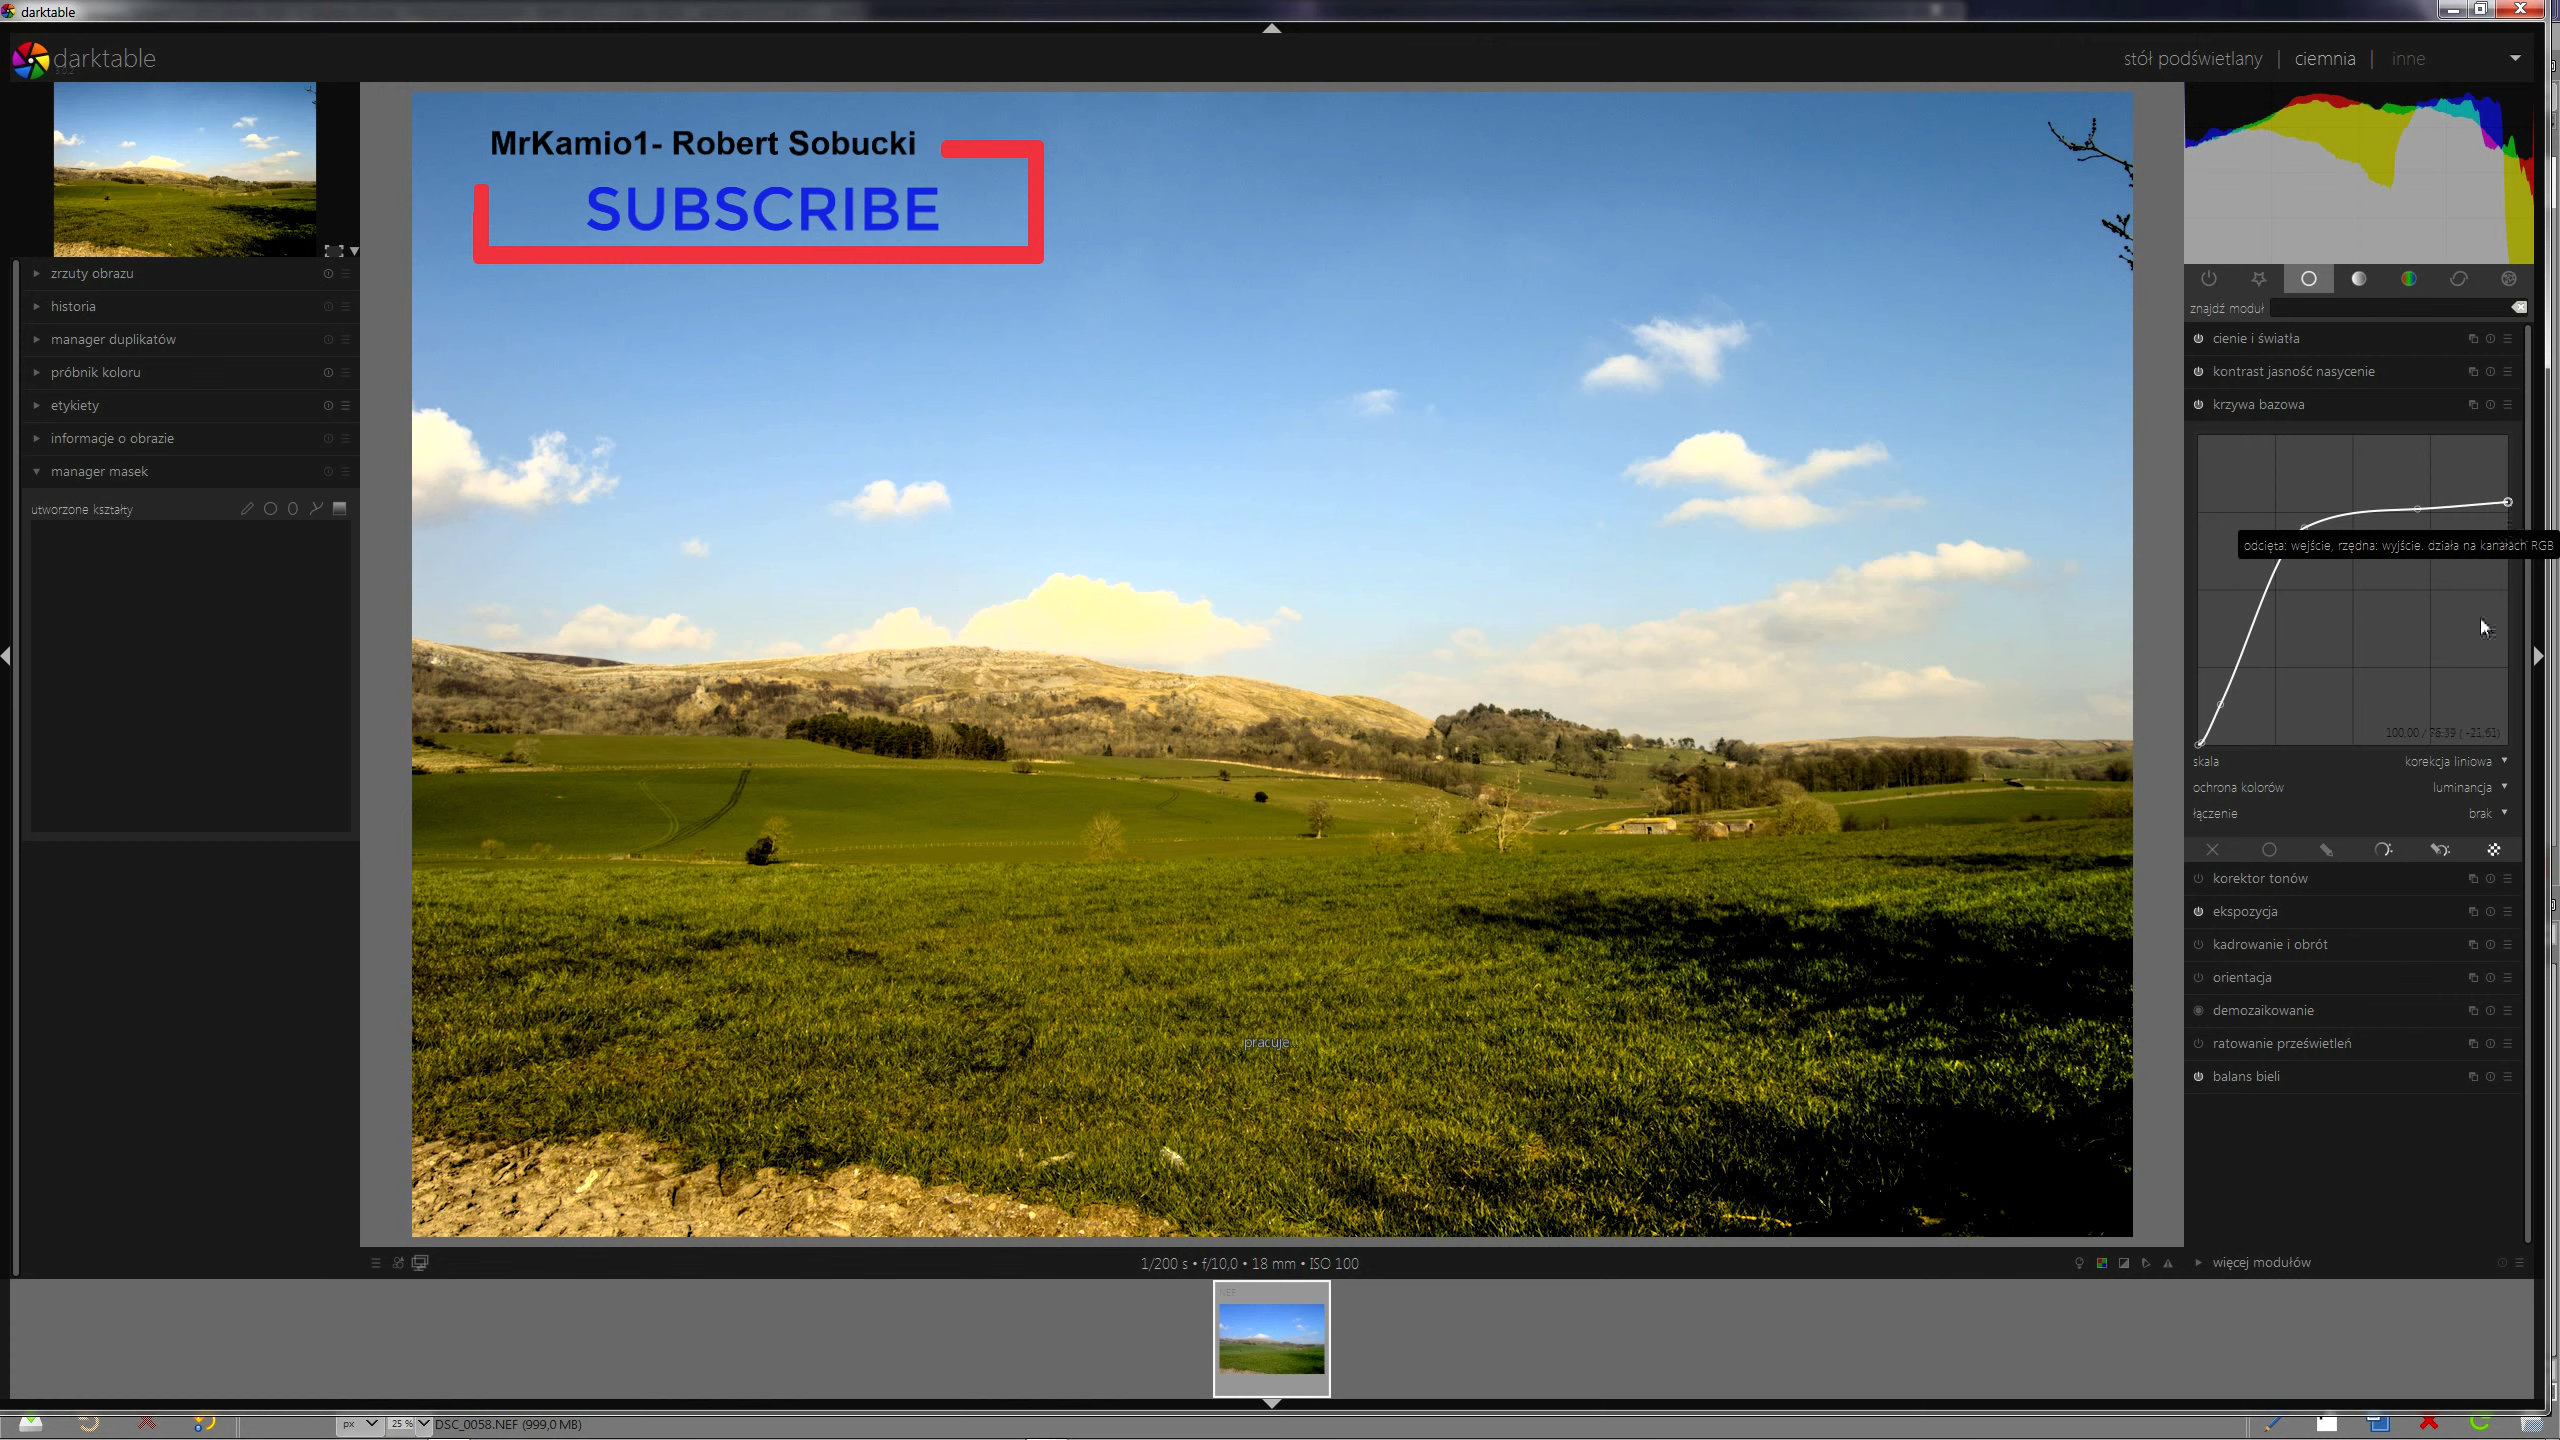 darktable
darktable
stół podświetlany | ciemnia | inne
MrKamio1- Robert Sobucki
SUBSCRIBE
zrzuty obrazu
historia
manager duplikatów
próbnik koloru
etykiety
informacje o obrazie
manager masek
utworzone kształty
znajdź moduł
cienie i światła
kontrast jasność nasycenie
krzywa bazowa
odcięta: wejście, rzędna: wyjście. działa na kanałach RGB
skala korekcja liniowa
ochrona kolorów luminancja
łączenie brak
korektor tonów
ekspozycja
kadrowanie i obrót
orientacja
demozaikowanie
ratowanie prześwietleń
balans bieli
pracuje
1/200 s • f/10,0 • 18 mm • ISO 100
więcej modułów
NEF
px 25 % DSC_0058.NEF (999,0 MB)